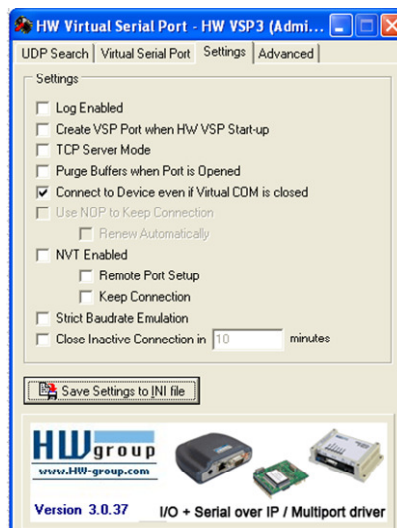 HW Virtual Serial Port - HW VSP3 (Admi...
UDP Search Virtual Serial Port Settings Advanced
Settings
Log Enabled
Create VSP Port when HW VSP Start-up
TCP Server Mode
Purge Buffers when Port is Opened
Connect to Device even if Virtual COM is closed
Use NOP to Keep Connection
Renew Automatically
NVT Enabled
Remote Port Setup
Keep Connection
Strict Baudrate Emulation
Close Inactive Connection in 10 minutes
Save Settings to INI file
HW group
www.HW-group.com
Version 3.0.37
I/O + Serial over IP / Multiport driver